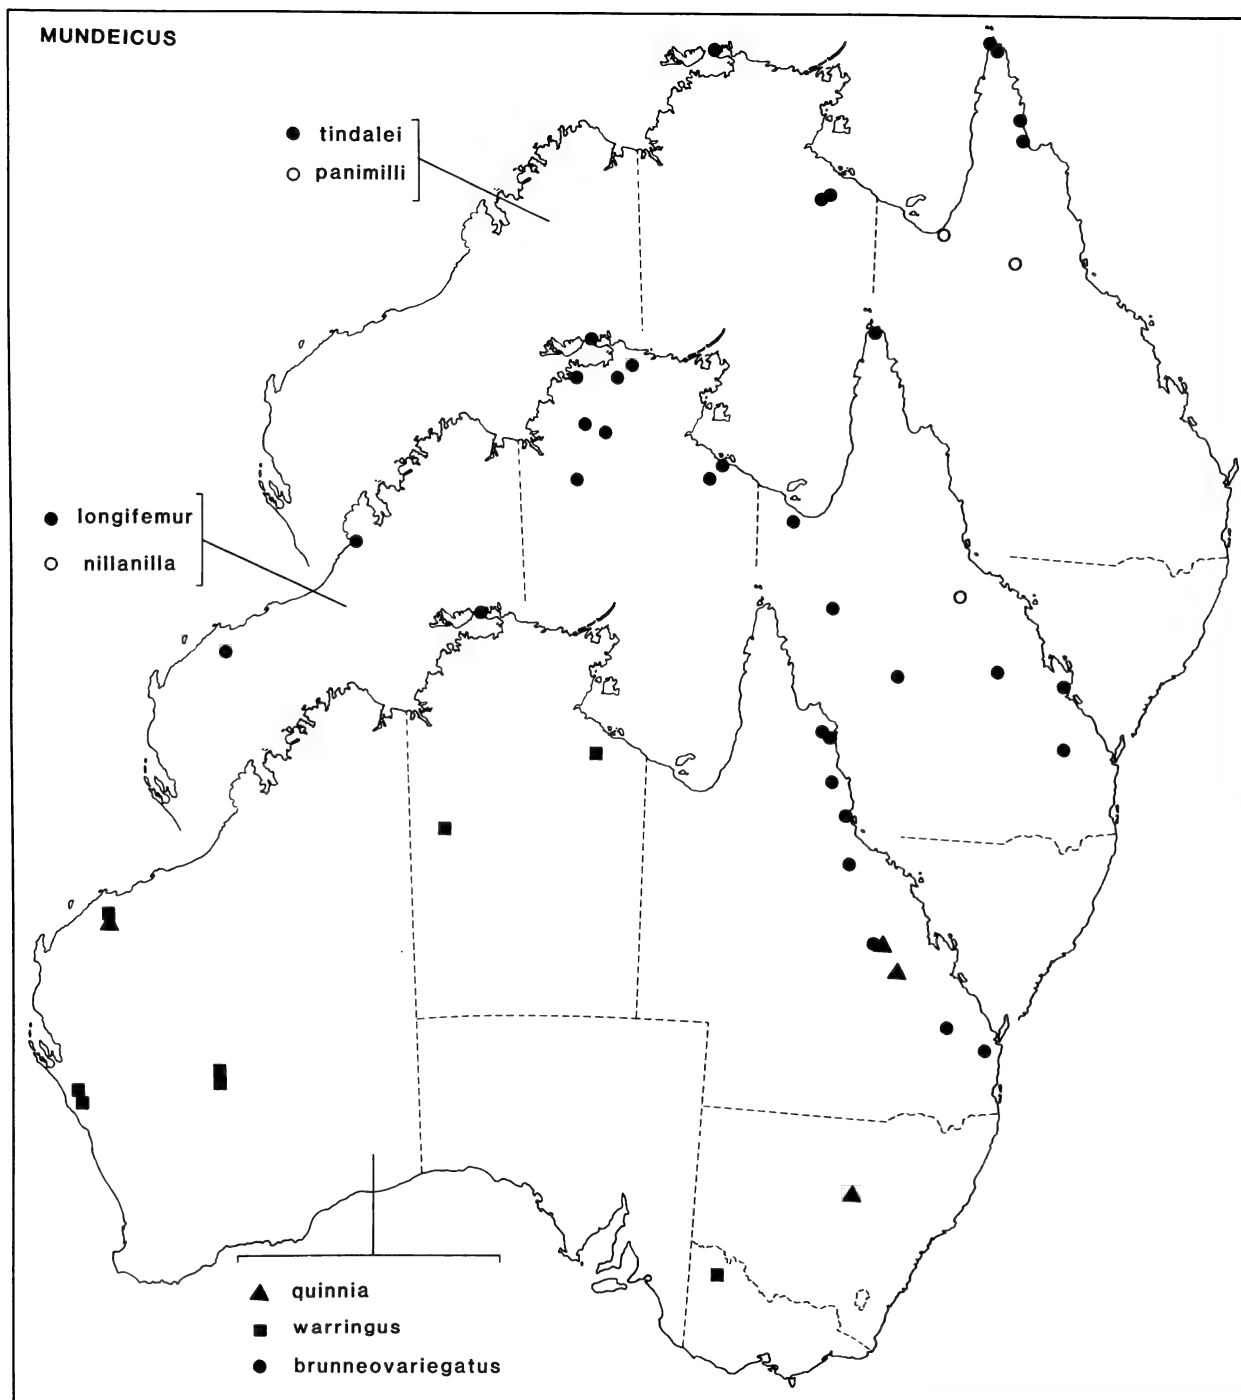 MUNDEICUS
tindalei
panimilli
longifemur
nillanilla
quinnia
warringus
brunneovariegatus